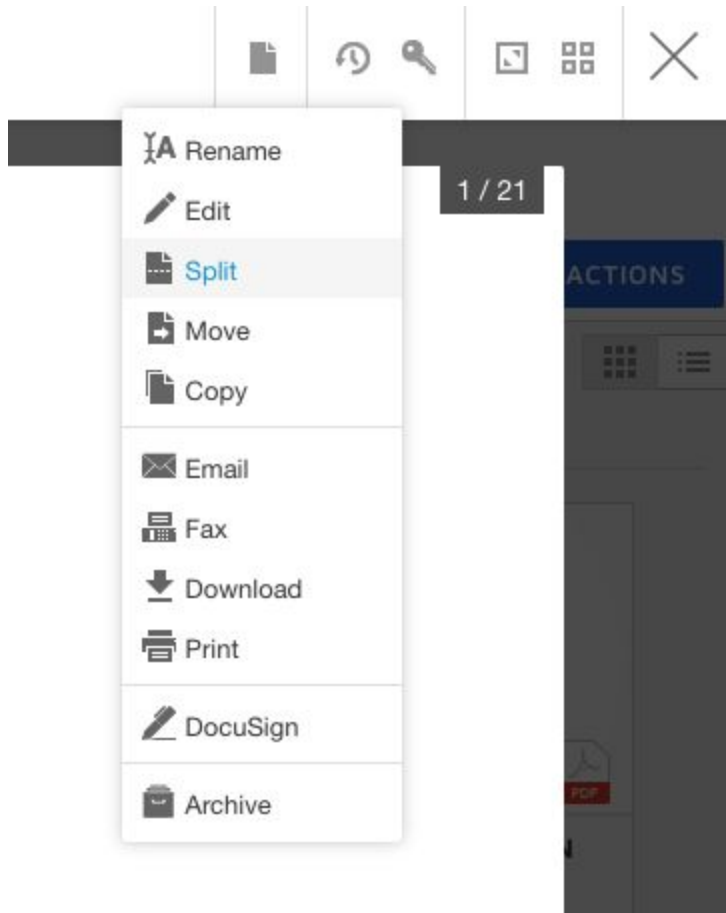 Rename
1 / 21
Edit
Split
ACTIONS
Move
Copy
Email
Fax
Download
Print
DocuSign
PDF
Archive
N